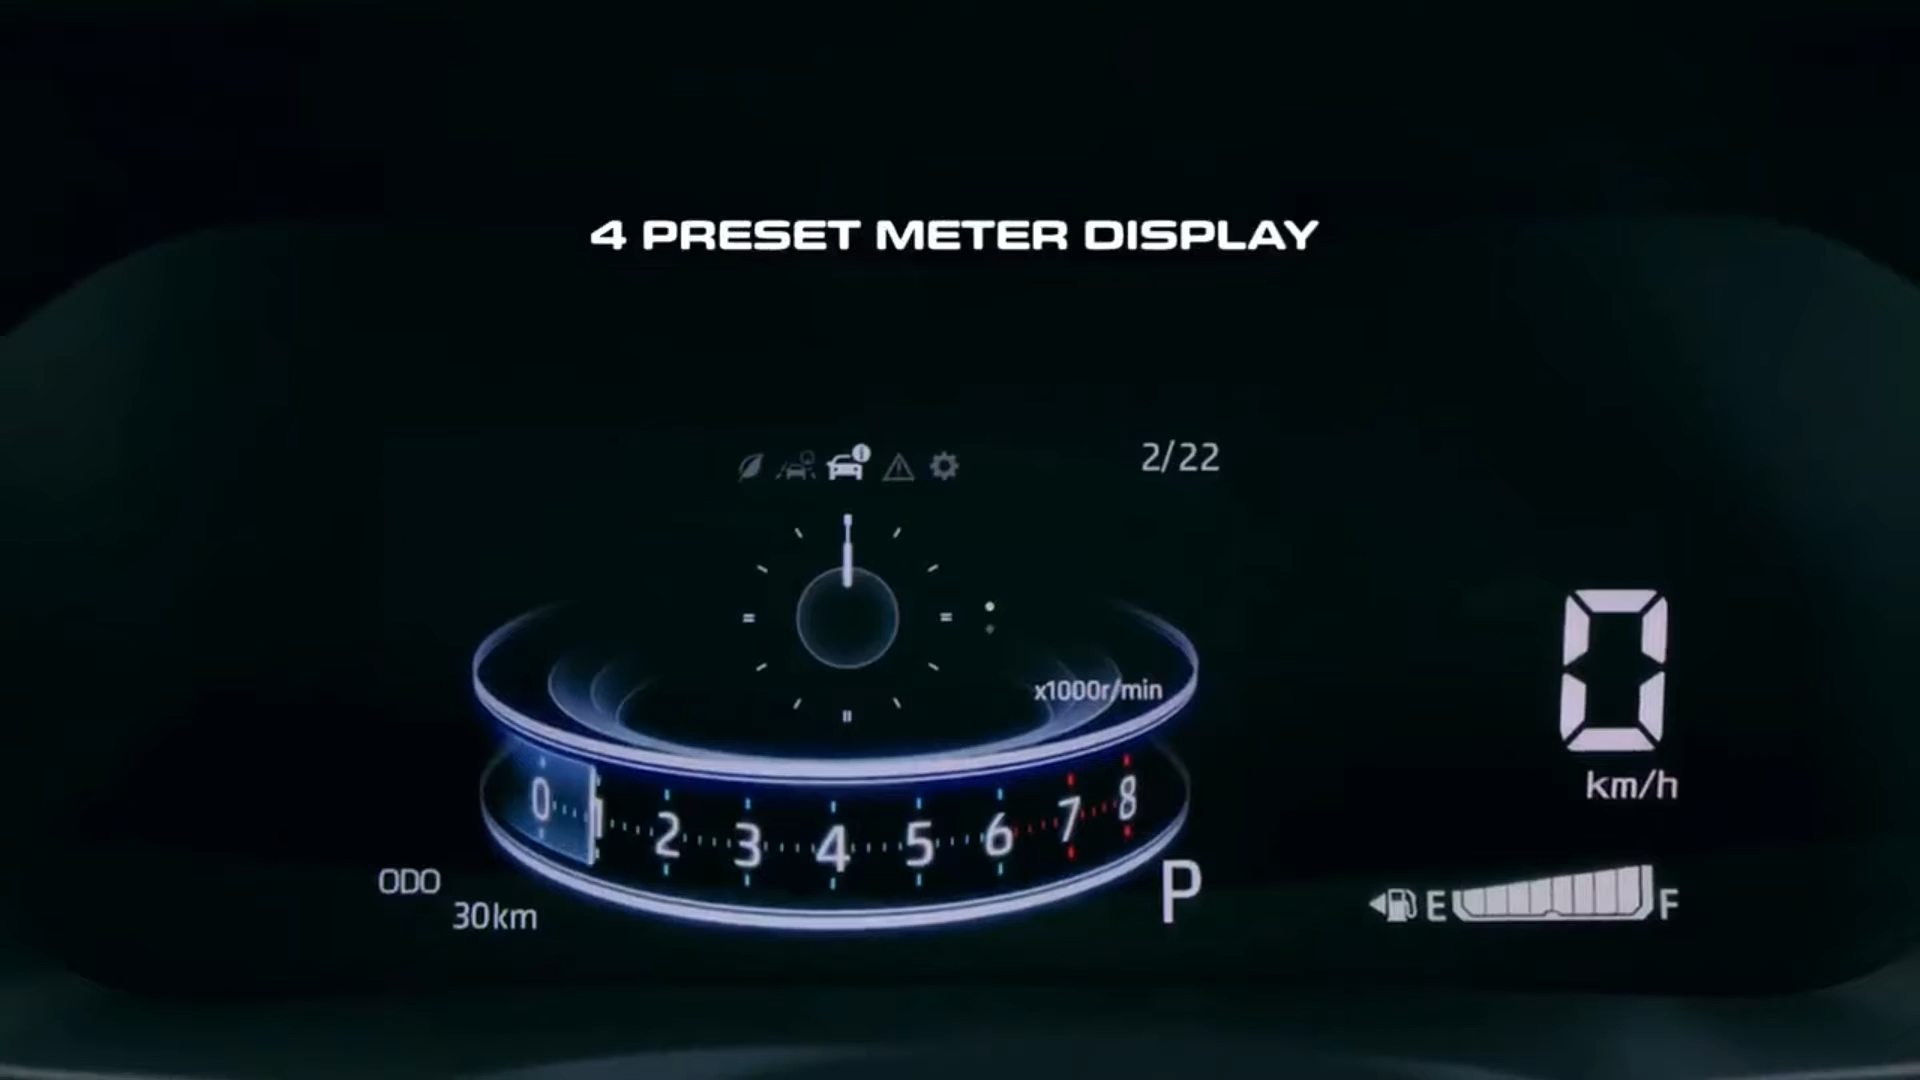 4 PRESET METER DISPLAY
2/22
x1000r/min
0 1 2 3 4 5 6 7 8
0
km/h
ODO
30km
P
E F